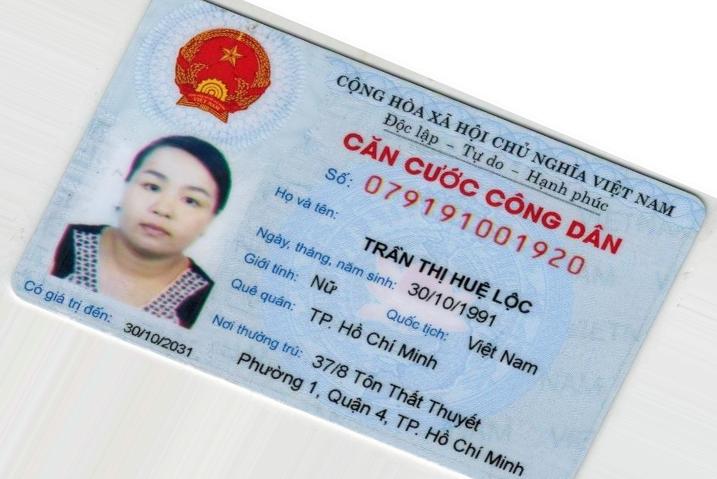 CỘNG HÒA XÃ HỘI CHỦ NGHĨA VIỆT NAM
Độc lập – Tự do – Hạnh phúc
CĂN CƯỚC CÔNG DÂN
Số: 079191001920
Họ và tên:
TRẦN THỊ HUỆ LỘC
Ngày, tháng, năm sinh: 30/10/1991
Giới tính: Nữ Quốc tịch: Việt Nam
Quê quán: TP. Hồ Chí Minh
Nơi thường trú: 37/8 Tôn Thất Thuyết
Phường 1, Quận 4, TP. Hồ Chí Minh
Có giá trị đến: 30/10/2031